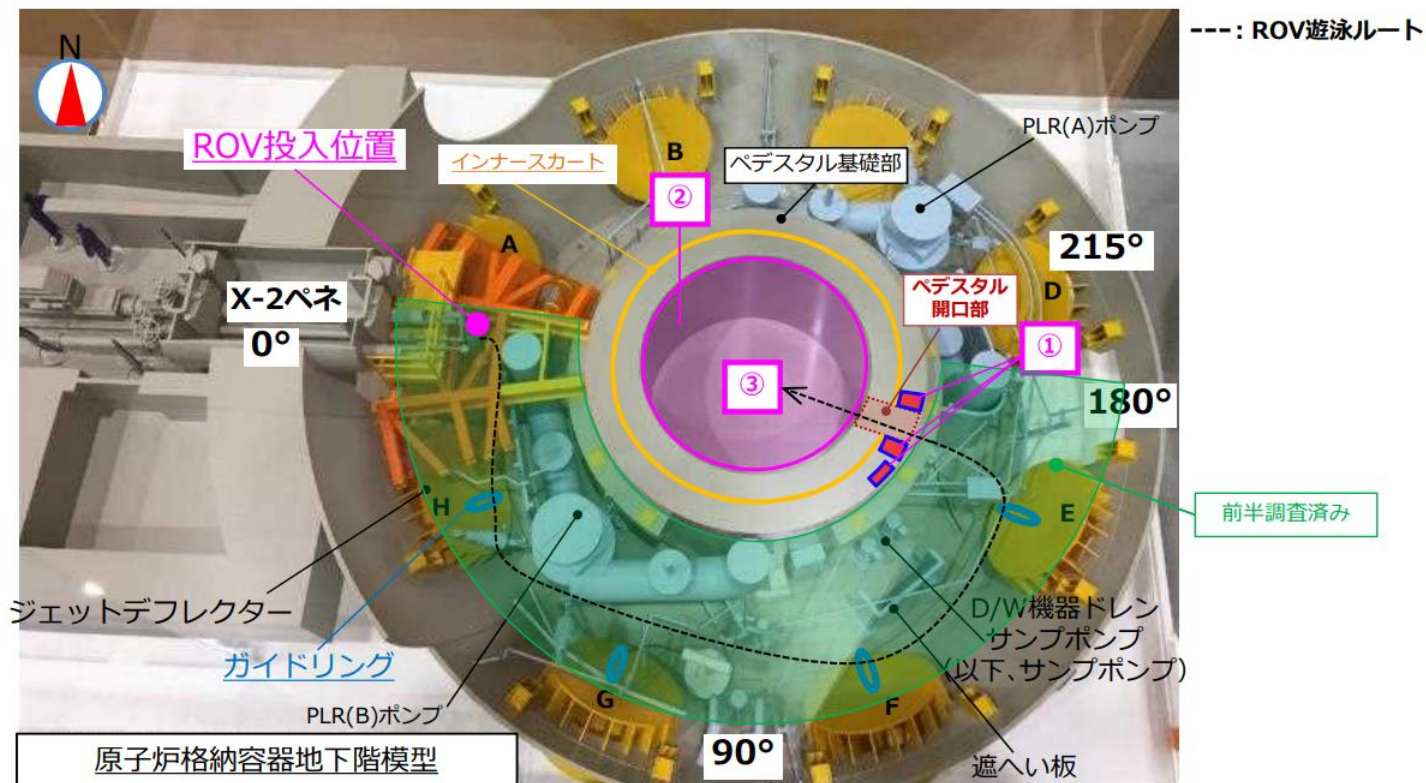 ---: ROV遊泳ルート
N
PLR(A)ポンプ
ROV投入位置
インナースカート
B
ペデスタル基礎部
②
A
215°
X-2ペネ
0°
ペデスタル
開口部
D
①
③
180°
H
E
前半調査済み
ジェットデフレクター
D/W機器ドレン
サンプポンプ
(以下、サンプポンプ)
ガイドリング
G
F
PLR(B)ポンプ
90°
遮へい板
原子炉格納容器地下階模型